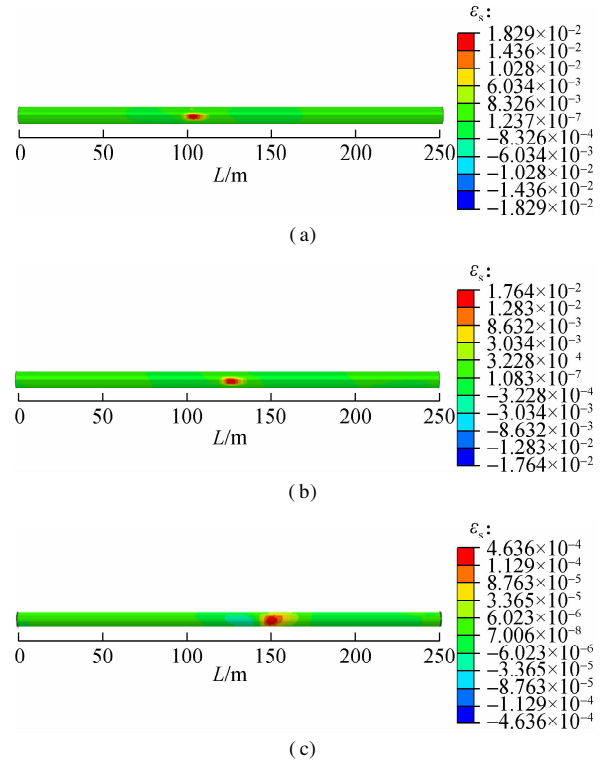 εs:
1.829×10−2
1.436×10−2
1.028×10−2
6.034×10−3
8.326×10−3
1.237×10−7
−8.326×10−4
−6.034×10−3
−1.028×10−2
−1.436×10−2
−1.829×10−2
0 50 100 150 200 250
L/m
(a)
εs:
1.764×10−2
1.283×10−2
8.632×10−3
3.034×10−3
3.228×10 4
1.083×10−7
−3.228×10−4
−3.034×10−3
−8.632×10−3
−1.283×10−2
−1.764×10−2
0 50 100 150 200 250
L/m
(b)
εs:
4.636×10−4
1.129×10−4
8.763×10−5
3.365×10−5
6.023×10−6
7.006×10−8
−6.023×10−6
−3.365×10−5
−8.763×10−5
−1.129×10−4
−4.636×10−4
0 50 100 150 200 250
L/m
(c)